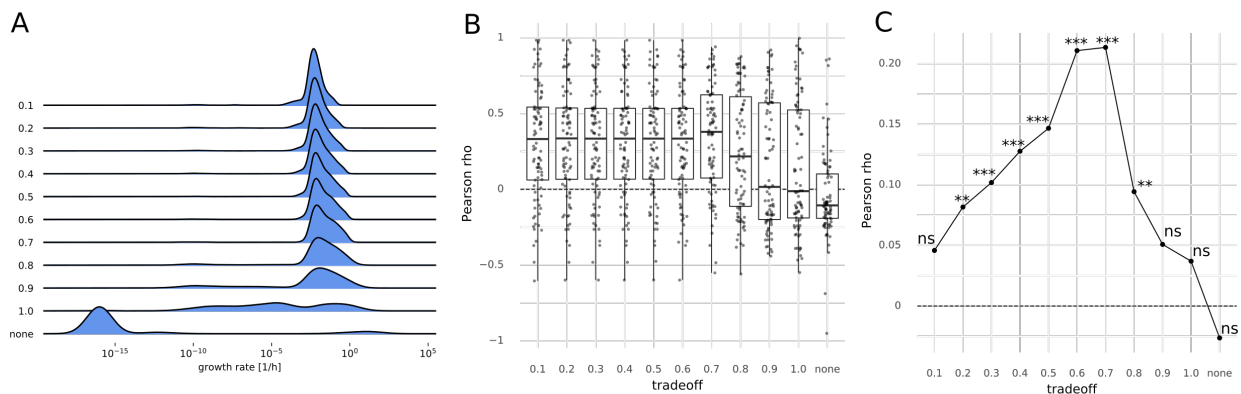 A
0.1
0.2
0.3
0.4
0.5
0.6
0.7
0.8
0.9
1.0
none
10⁻¹⁵ 10⁻¹⁰ 10⁻⁵ 10⁰ 10⁵
growth rate [1/h]
B
Pearson rho
1
0.5
0
−0.5
−1
0.1 0.2 0.3 0.4 0.5 0.6 0.7 0.8 0.9 1.0 none
tradeoff
C
Pearson rho
0.20
0.15
0.10
0.05
0
ns ** *** *** *** *** *** ** ns ns ns
0.1 0.2 0.3 0.4 0.5 0.6 0.7 0.8 0.9 1.0 none
tradeoff